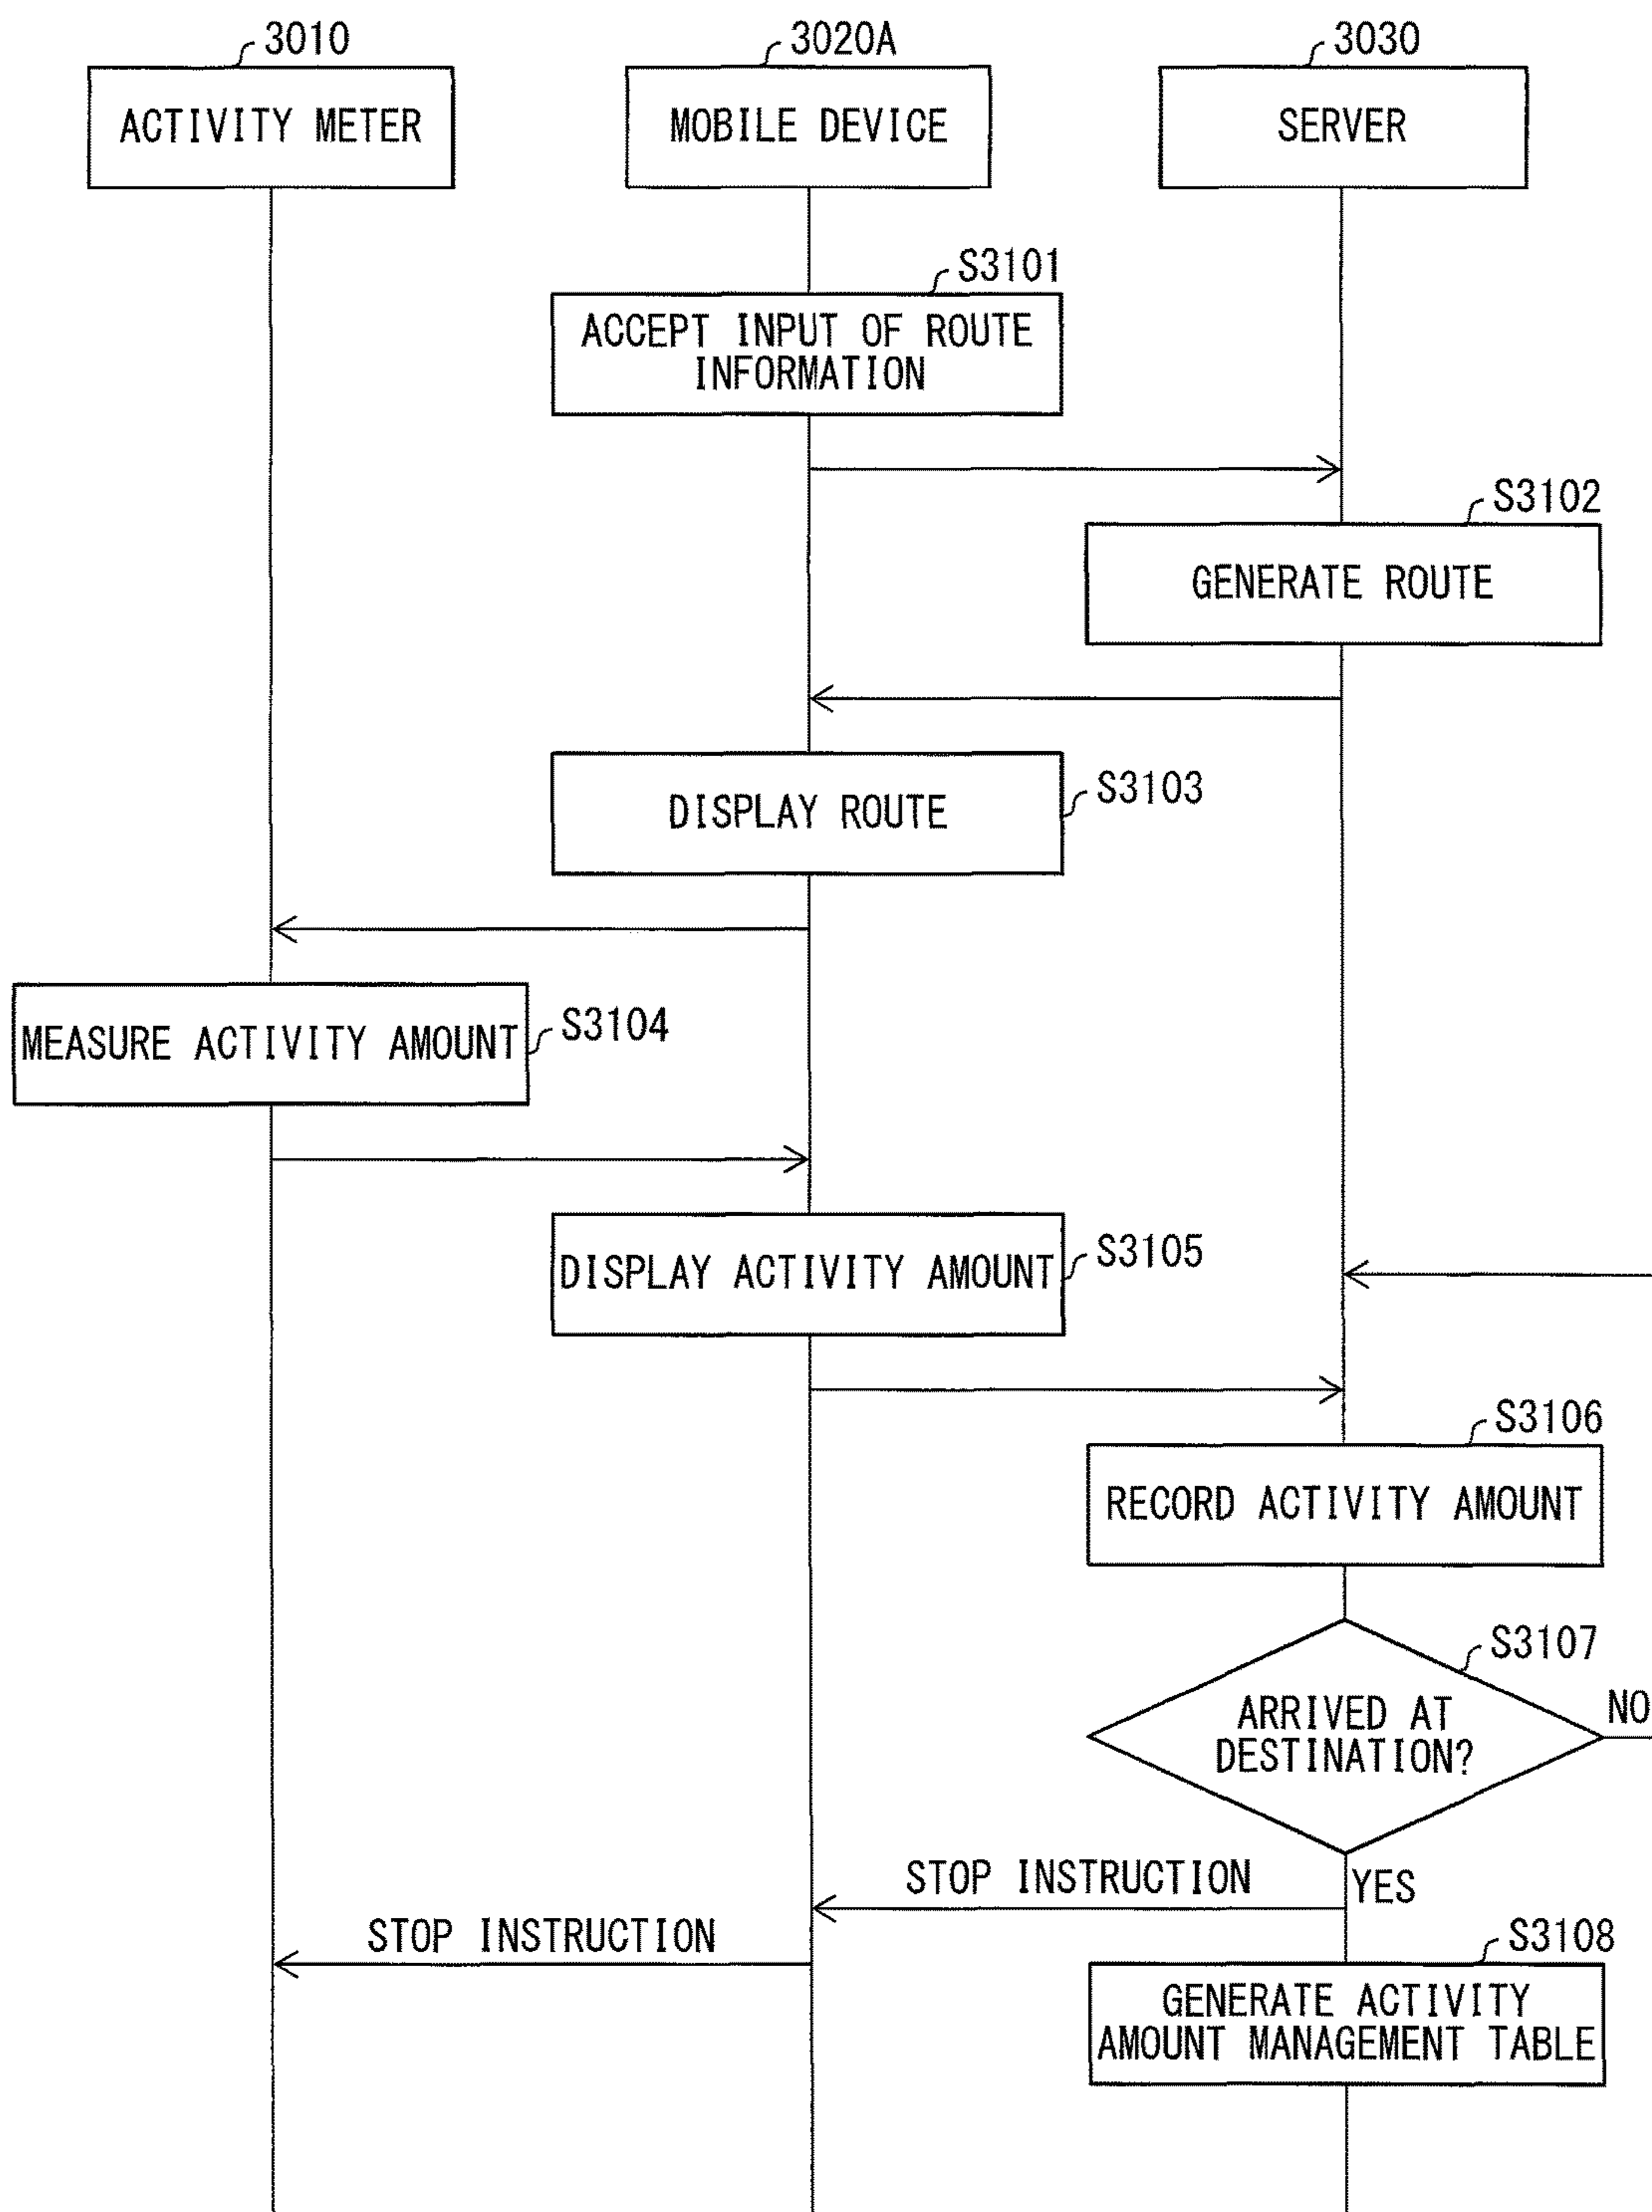 3010
3020A
3030
ACTIVITY METER
MOBILE DEVICE
SERVER
S3101
ACCEPT INPUT OF ROUTE
INFORMATION
S3102
GENERATE ROUTE
S3103
DISPLAY ROUTE
S3104
MEASURE ACTIVITY AMOUNT
S3105
DISPLAY ACTIVITY AMOUNT
S3106
RECORD ACTIVITY AMOUNT
S3107
ARRIVED AT
DESTINATION?
NO
YES
STOP INSTRUCTION
STOP INSTRUCTION
S3108
GENERATE ACTIVITY
AMOUNT MANAGEMENT TABLE